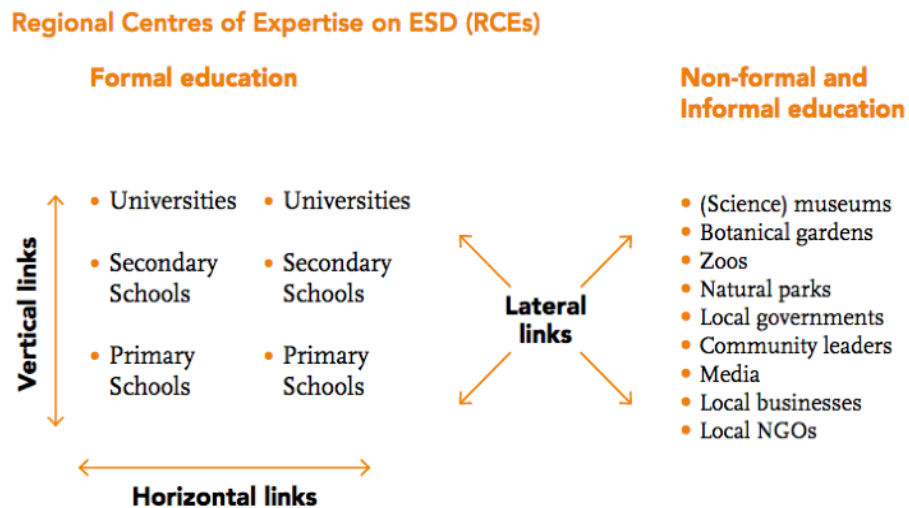 Regional Centres of Expertise on ESD (RCEs)
Formal education
Non-formal and
Informal education
Vertical links
• Universities
• Secondary
Schools
• Primary
Schools
• Universities
• Secondary
Schools
• Primary
Schools
Horizontal links
Lateral
links
• (Science) museums
• Botanical gardens
• Zoos
• Natural parks
• Local governments
• Community leaders
• Media
• Local businesses
• Local NGOs